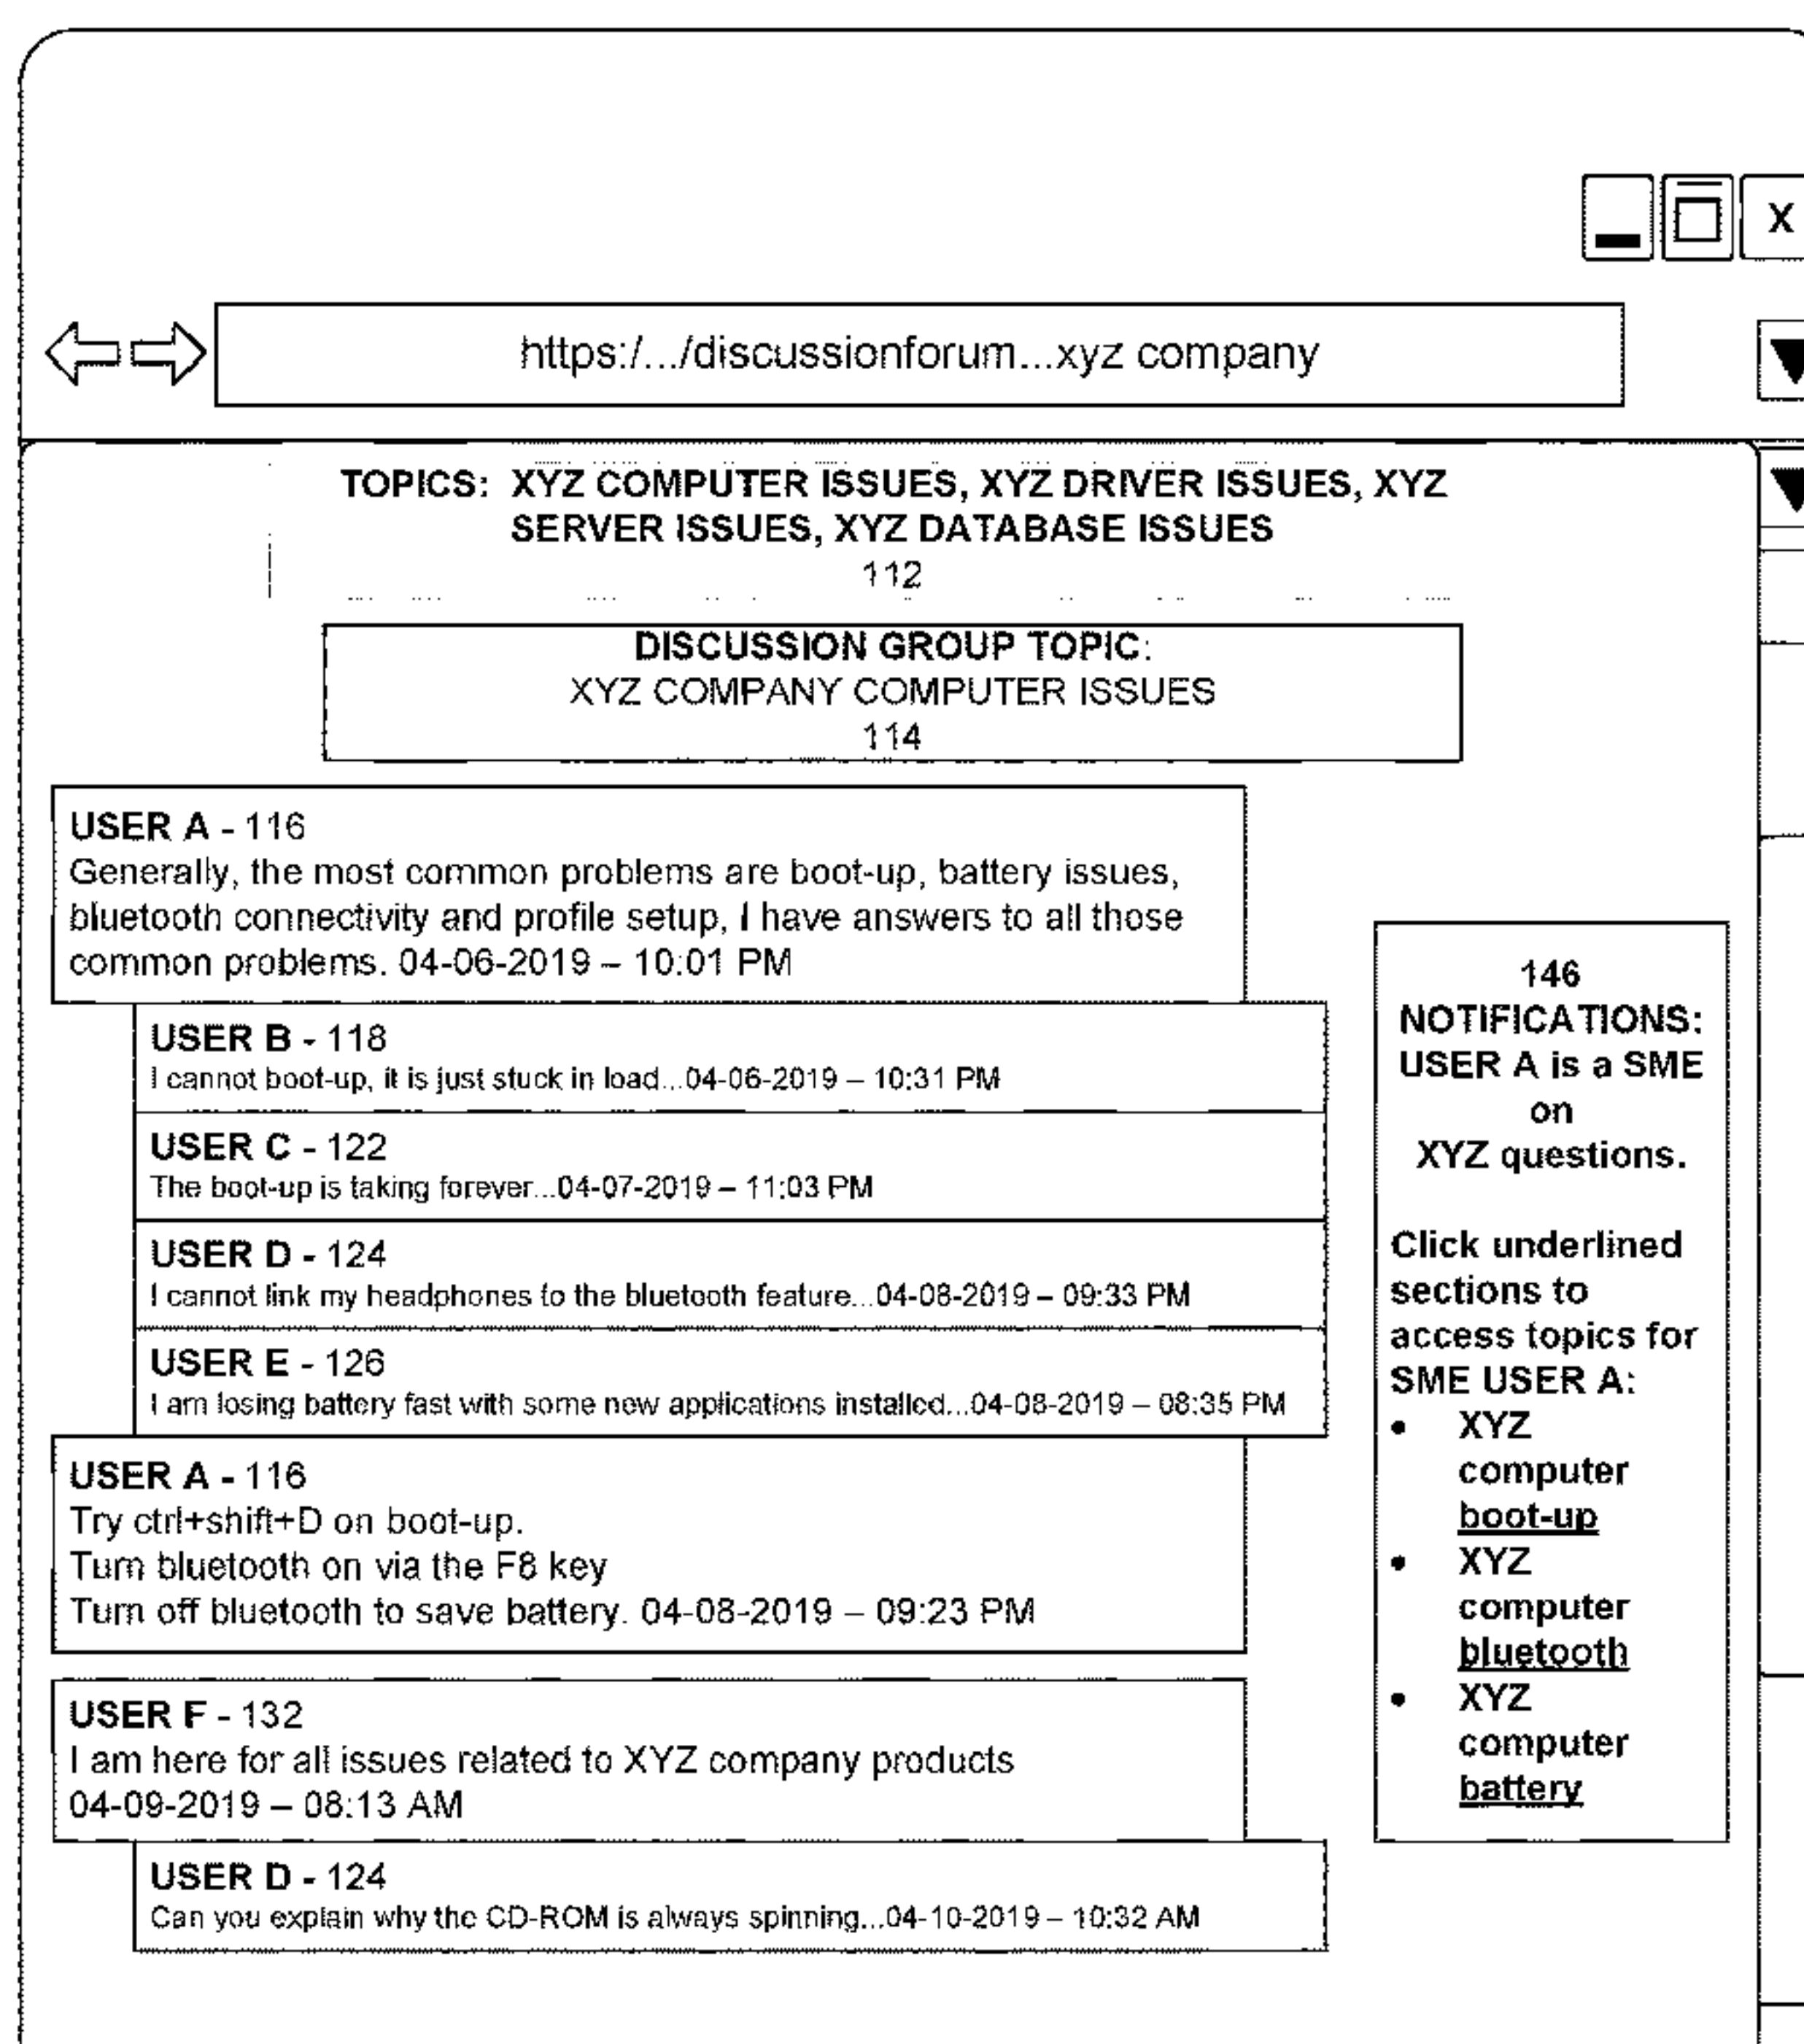 X
https:/.../discussionforum...xyz company
TOPICS: XYZ COMPUTER ISSUES, XYZ DRIVER ISSUES, XYZ
SERVER ISSUES, XYZ DATABASE ISSUES
112
DISCUSSION GROUP TOPIC:
XYZ COMPANY COMPUTER ISSUES
114
USER A - 116
Generally, the most common problems are boot-up, battery issues,
bluetooth connectivity and profile setup, I have answers to all those
common problems. 04-06-2019 – 10:01 PM
USER B - 118
I cannot boot-up, it is just stuck in load...04-06-2019 – 10:31 PM
USER C - 122
The boot-up is taking forever...04-07-2019 – 11:03 PM
USER D - 124
I cannot link my headphones to the bluetooth feature...04-08-2019 – 09:33 PM
USER E - 126
I am losing battery fast with some new applications installed...04-08-2019 – 08:35 PM
USER A - 116
Try ctrl+shift+D on boot-up.
Turn bluetooth on via the F8 key
Turn off bluetooth to save battery. 04-08-2019 – 09:23 PM
USER F - 132
I am here for all issues related to XYZ company products
04-09-2019 – 08:13 AM
USER D - 124
Can you explain why the CD-ROM is always spinning...04-10-2019 – 10:32 AM
146
NOTIFICATIONS:
USER A is a SME
on
XYZ questions.
Click underlined
sections to
access topics for
SME USER A:
• XYZ
computer
boot-up
• XYZ
computer
bluetooth
• XYZ
computer
battery